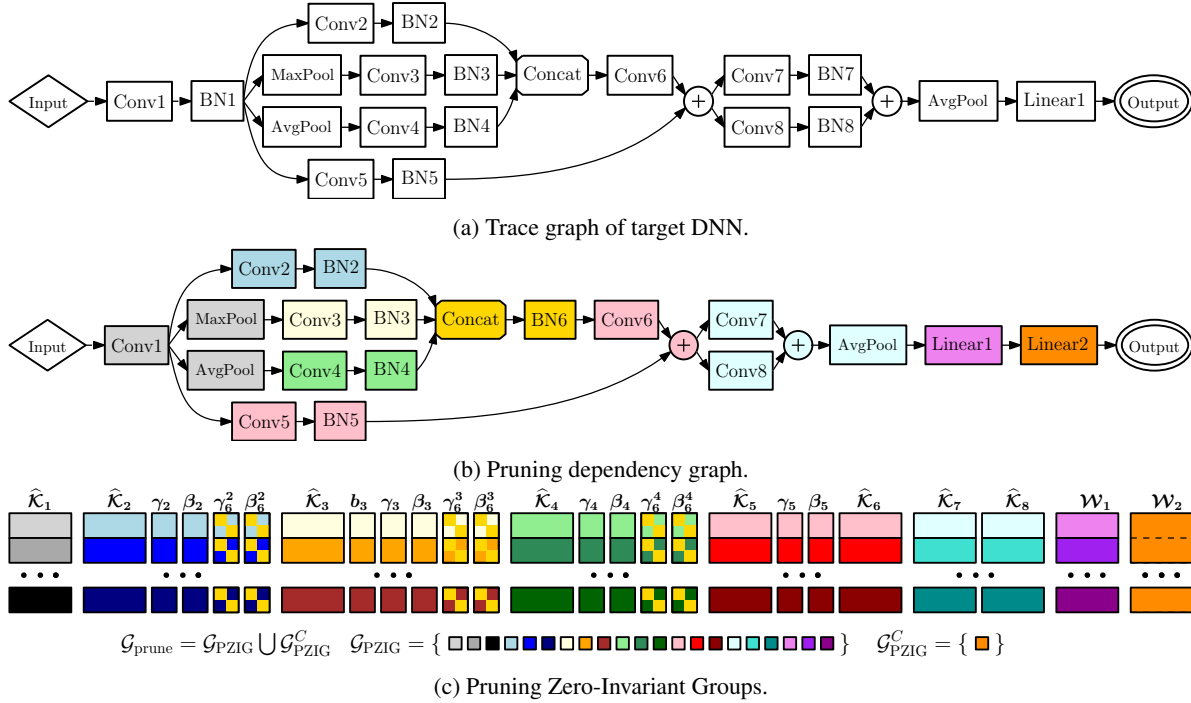 Input
Conv1
BN1
Conv2
BN2
MaxPool
Conv3
BN3
AvgPool
Conv4
BN4
Conv5
BN5
Concat
Conv6
+
Conv7
BN7
Conv8
BN8
+
AvgPool
Linear1
Output
(a) Trace graph of target DNN.
Input
Conv1
Conv2
BN2
MaxPool
Conv3
BN3
AvgPool
Conv4
BN4
Conv5
BN5
Concat
BN6
Conv6
+
Conv7
Conv8
+
AvgPool
Linear1
Linear2
Output
(b) Pruning dependency graph.
𝒦̂₁ 𝒦̂₂ γ₂ β₂ γ₆² β₆² 𝒦̂₃ b₃ γ₃ β₃ γ₆³ β₆³ 𝒦̂₄ γ₄ β₄ γ₆⁴ β₆⁴ 𝒦̂₅ γ₅ β₅ 𝒦̂₆ 𝒦̂₇ 𝒦̂₈ 𝒲₁ 𝒲₂
••• ••• ••• ••• ••• ••• ••• •••
𝒢prune = 𝒢PZIG ⋃ 𝒢ᶜPZIG 𝒢PZIG = { } 𝒢ᶜPZIG = { }
(c) Pruning Zero-Invariant Groups.